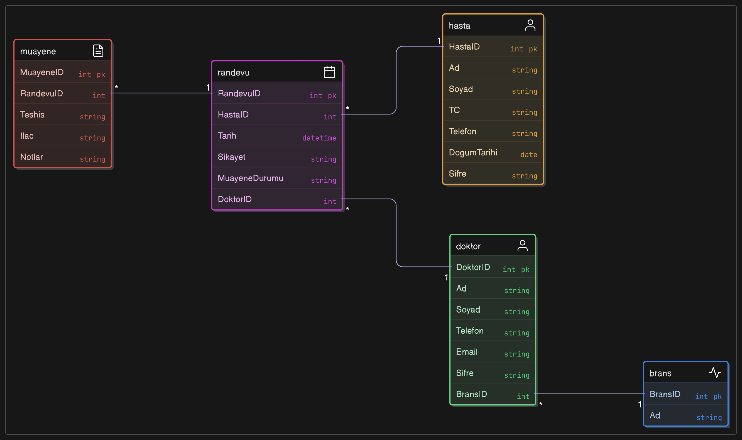 muayene
MuayeneID int pk
RandevuID int
Teshis string
Ilac string
Notlar string
* 1
randevu
RandevuID int pk
HastaID int
Tarih datetime
Sikayet string
MuayeneDurumu string
DoktorID int
* 1
* 1
hasta
HastaID int pk
Ad string
Soyad string
TC string
Telefon string
DogumTarihi date
Sifre string
doktor
DoktorID int pk
Ad string
Soyad string
Telefon string
Email string
Sifre string
BransID int
* 1
brans
BransID int pk
Ad string